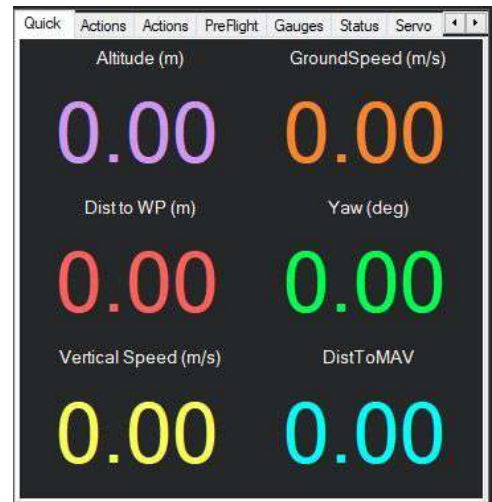 Quick Actions Actions PreFlight Gauges Status Servo
Altitude (m) GroundSpeed (m/s)
0.00 0.00
Dist to WP (m) Yaw (deg)
0.00 0.00
Vertical Speed (m/s) DistToMAV
0.00 0.00